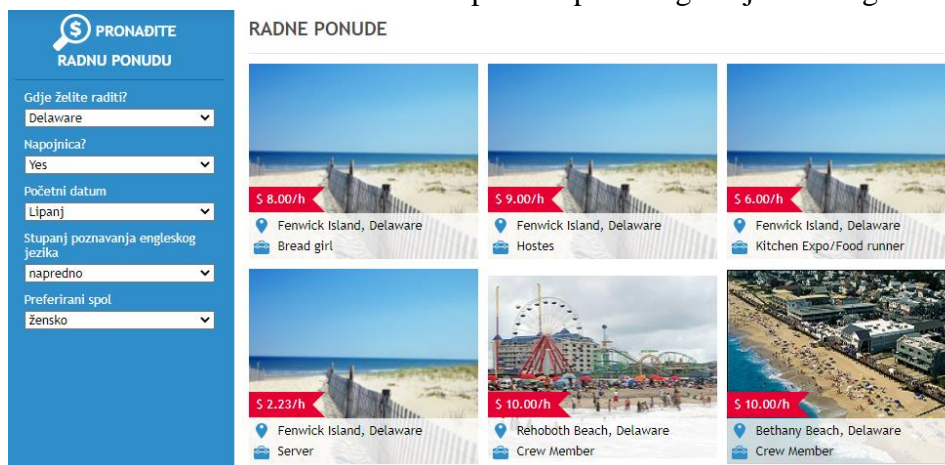 PRONAĐITE
RADNU PONUDU
Gdje želite raditi?
Delaware
Napojnica?
Yes
Početni datum
Lipanj
Stupanj poznavanja engleskog
jezika
napredno
Preferirani spol
žensko
RADNE PONUDE
$ 8.00/h
Fenwick Island, Delaware
Bread girl
$ 9.00/h
Fenwick Island, Delaware
Hostes
$ 6.00/h
Fenwick Island, Delaware
Kitchen Expo/Food runner
$ 2.23/h
Fenwick Island, Delaware
Server
$ 10.00/h
Rehoboth Beach, Delaware
Crew Member
$ 10.00/h
Bethany Beach, Delaware
Crew Member